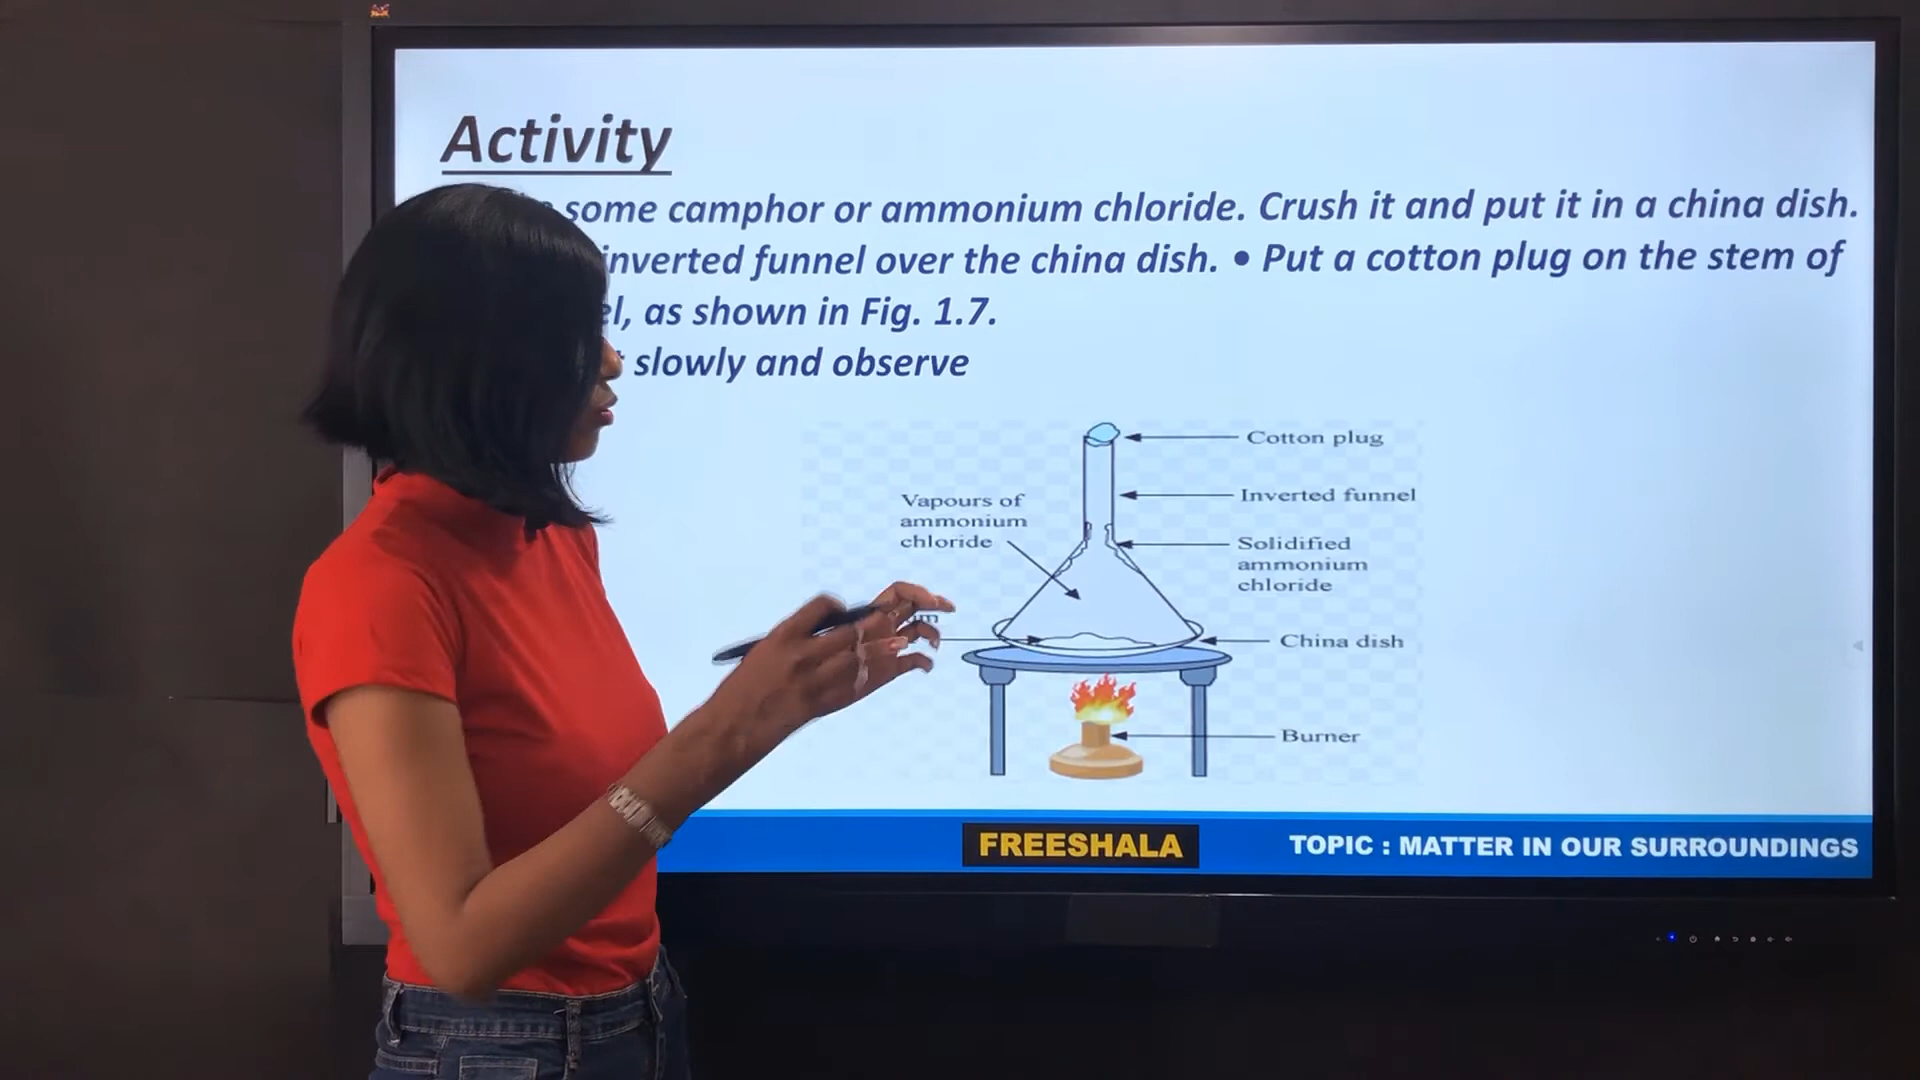 Activity
some camphor or ammonium chloride. Crush it and put it in a china dish.
inverted funnel over the china dish. • Put a cotton plug on the stem of
as shown in Fig. 1.7.
slowly and observe
Cotton plug
Vapours of
ammonium
chloride
Inverted funnel
Solidified
ammonium
chloride
China dish
Burner
FREESHALA
TOPIC : MATTER IN OUR SURROUNDINGS